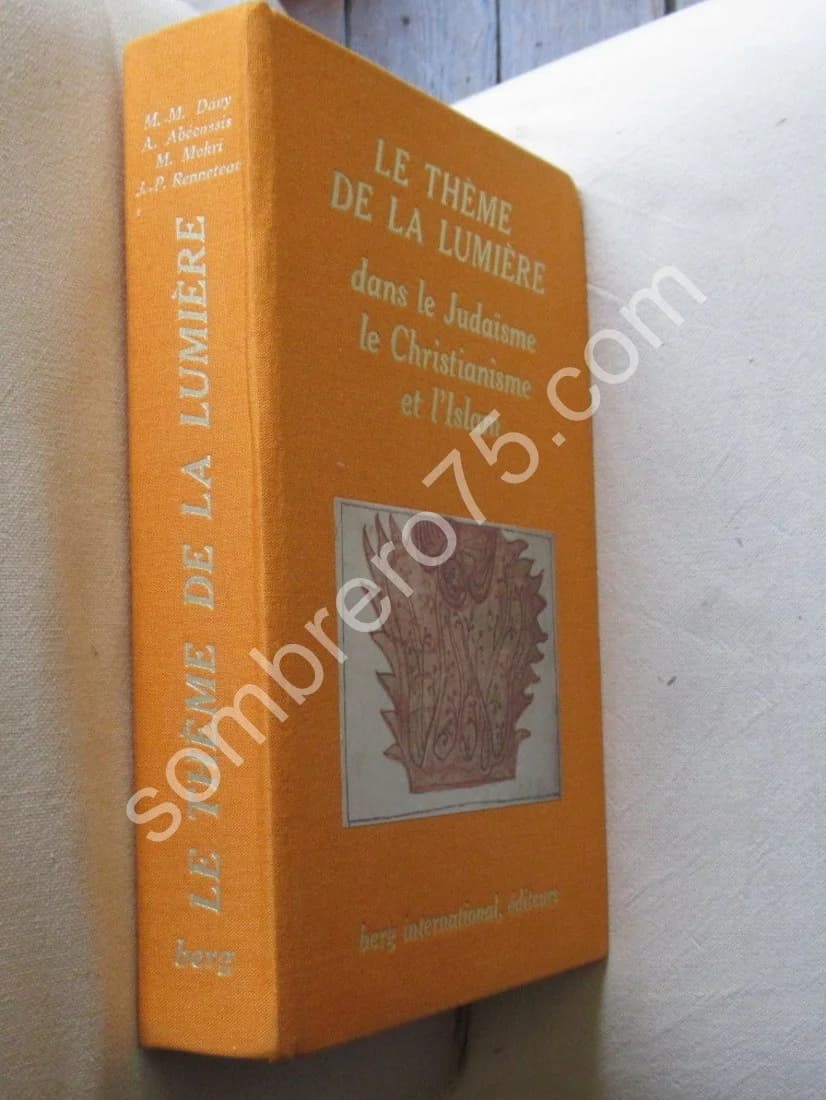 M.-M. Davy
A. Abécassis
M. Mokri
J.-P. Renneteau
LE THÈME DE LA LUMIÈRE
berg
LE THÈME
DE LA LUMIÈRE
dans le Judaïsme
le Christianisme
et l'Islam
berg international, éditeurs
sombrero75.com